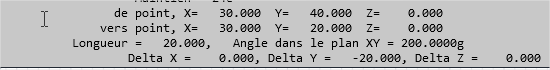 de point, X= 30.000 Y= 40.000 Z= 0.000
vers point, X= 30.000 Y= 20.000 Z= 0.000
Longueur = 20.000, Angle dans le plan XY = 200.0000g
Delta X = 0.000, Delta Y = -20.000, Delta Z = 0.000